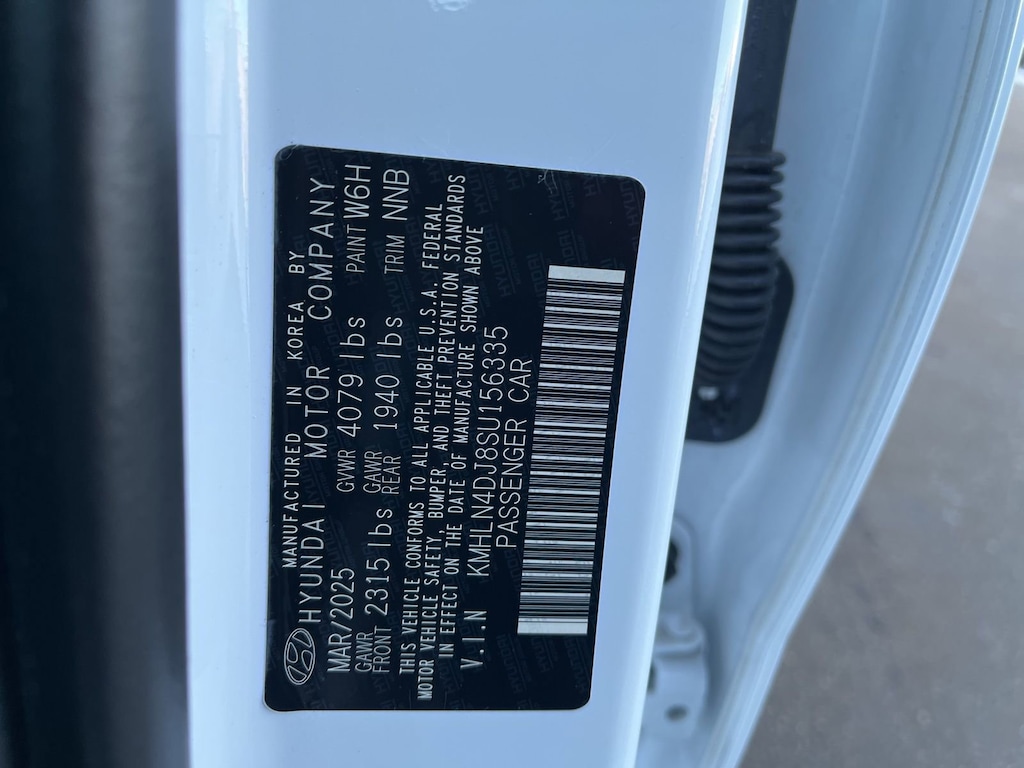 MANUFACTURED IN KOREA BY
HYUNDAI MOTOR COMPANY
MAR/2025 GVWR 4079 lbs PAINT W6H
GAWR FRONT 2315 lbs GAWR REAR 1940 lbs TRIM NNB
THIS VEHICLE CONFORMS TO ALL APPLICABLE U.S.A. FEDERAL
MOTOR VEHICLE SAFETY, BUMPER, AND THEFT PREVENTION STANDARDS
IN EFFECT ON THE DATE OF MANUFACTURE SHOWN ABOVE
V.I.N KMHLN4DJ8SU156335
PASSENGER CAR